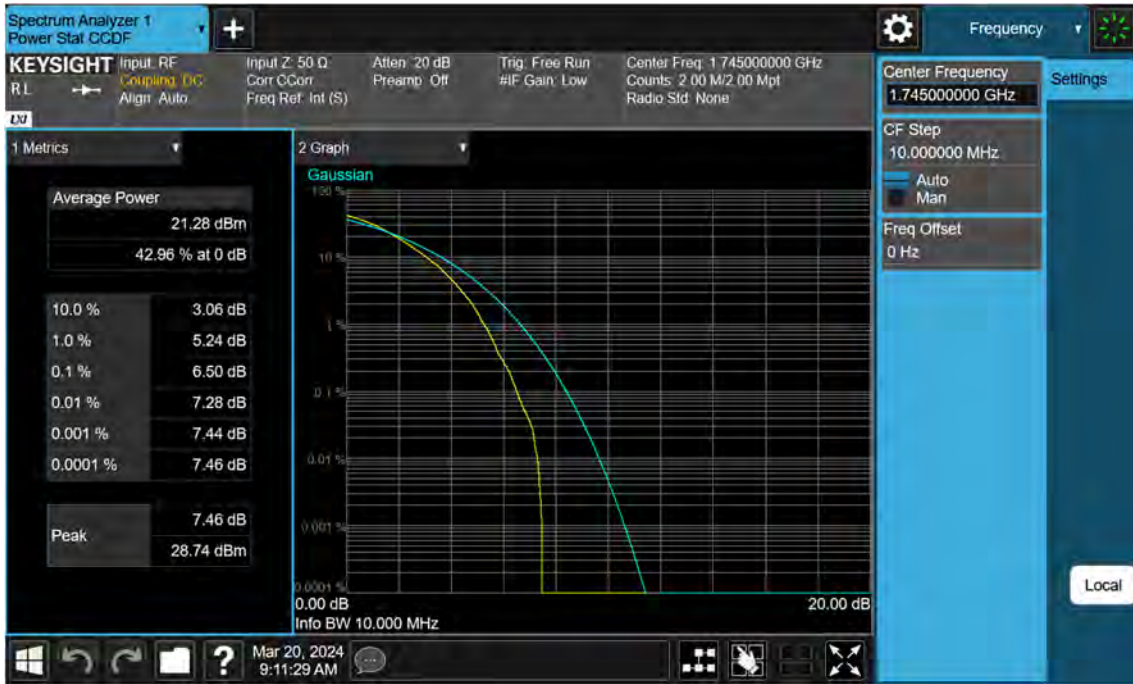 Spectrum Analyzer 1
Power Stat CCDF
+
Frequency
KEYSIGHT
R L
LXI
Input: RF
Coupling: DC
Align: Auto
Input Z: 50 Ω
Corr CCorr
Freq Ref: Int (S)
Atten: 20 dB
Preamp: Off
Trig: Free Run
#IF Gain: Low
Center Freq: 1.745000000 GHz
Counts: 2.00 M/2.00 Mpt
Radio Std: None
Center Frequency
1.745000000 GHz
Settings
CF Step
10.000000 MHz
Auto
Man
Freq Offset
0 Hz
1 Metrics
Average Power
21.28 dBm
42.96 % at 0 dB
10.0 % 3.06 dB
1.0 % 5.24 dB
0.1 % 6.50 dB
0.01 % 7.28 dB
0.001 % 7.44 dB
0.0001 % 7.46 dB
Peak 7.46 dB
28.74 dBm
2 Graph
Gaussian
100 %
10 %
1 %
0.1 %
0.01 %
0.001 %
0.0001 %
0.00 dB 20.00 dB
Info BW 10.000 MHz
Local
?
Mar 20, 2024
9:11:29 AM